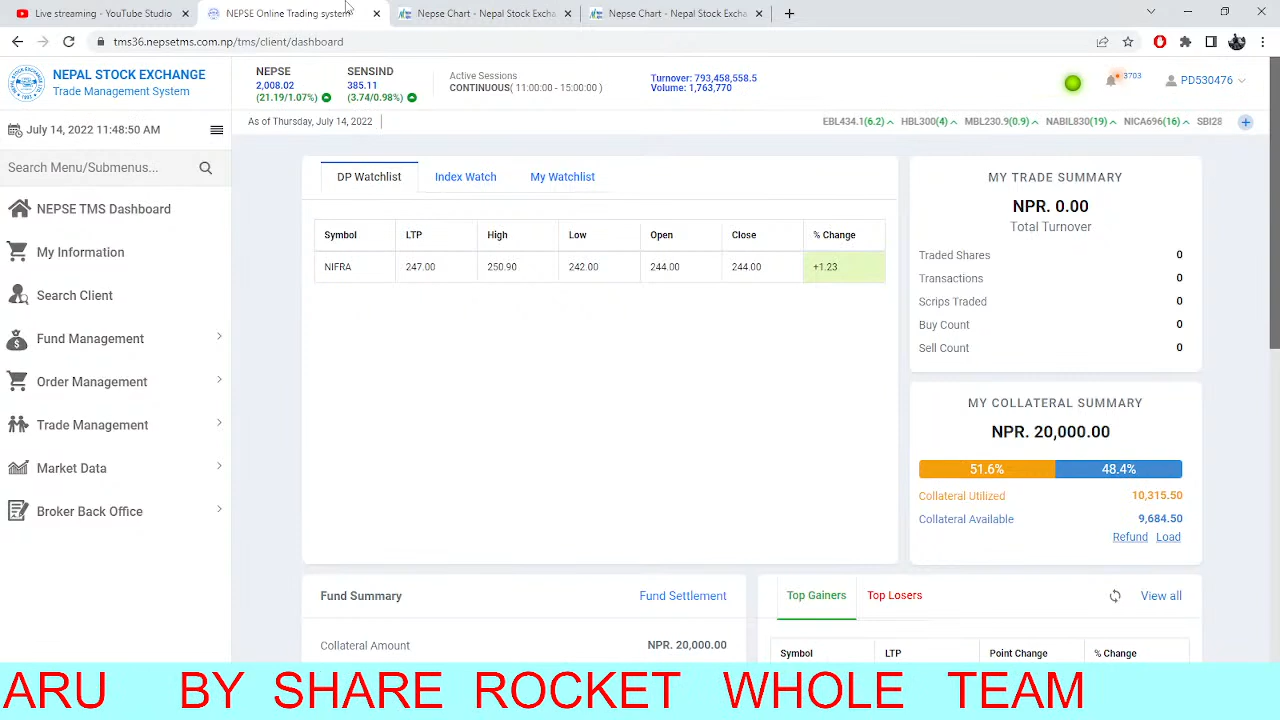 Live streaming - YouTube Studio
NEPSE Online Trading system
Nepse Chart - Nepal Stock Excha
Nepse Chart - Nepal Stock Excha
tms36.nepsetms.com.np/tms/client/dashboard
NEPAL STOCK EXCHANGE
Trade Management System
NEPSE
2,008.02
(21.19/1.07%)
SENSIND
385.11
(3.74/0.98%)
Active Sessions
CONTINUOUS( 11:00:00 - 15:00:00 )
Turnover: 793,458,558.5
Volume: 1,763,770
3703
PD530476
July 14, 2022 11:48:50 AM
As of Thursday, July 14, 2022
EBL434.1(6.2) HBL300(4) MBL230.9(0.9) NABIL830(19) NICA696(16) SBI28
Search Menu/Submenus...
NEPSE TMS Dashboard
My Information
Search Client
Fund Management
Order Management
Trade Management
Market Data
Broker Back Office
DP Watchlist Index Watch My Watchlist
Symbol LTP High Low Open Close % Change
NIFRA 247.00 250.90 242.00 244.00 244.00 +1.23
MY TRADE SUMMARY
NPR. 0.00
Total Turnover
Traded Shares 0
Transactions 0
Scrips Traded 0
Buy Count 0
Sell Count 0
MY COLLATERAL SUMMARY
NPR. 20,000.00
51.6% 48.4%
Collateral Utilized 10,315.50
Collateral Available 9,684.50
Refund Load
Fund Summary Fund Settlement
Collateral Amount NPR. 20,000.00
Top Gainers Top Losers View all
Symbol LTP Point Change % Change
ARU BY SHARE ROCKET WHOLE TEAM